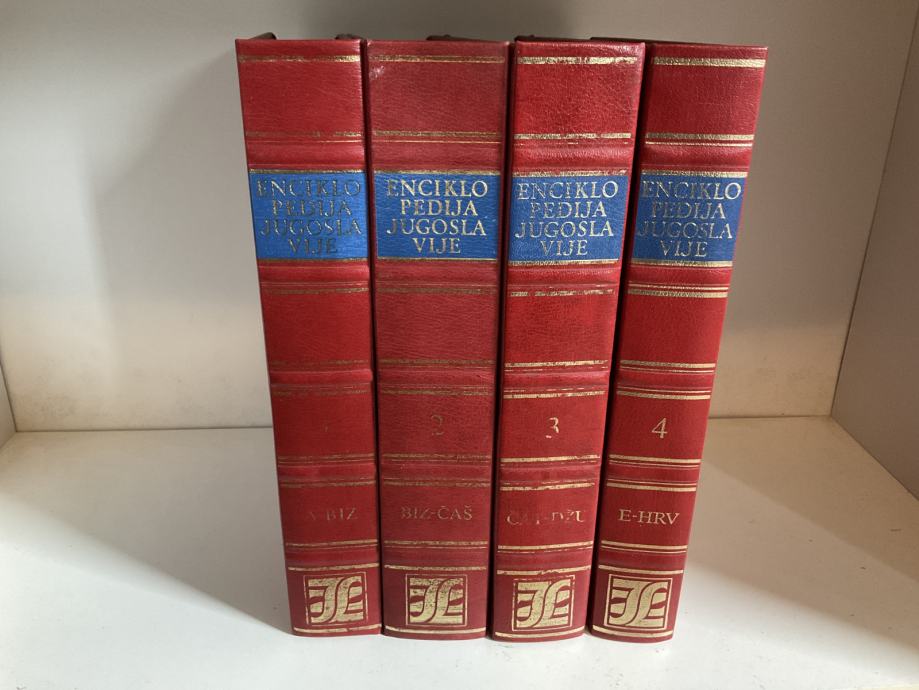 ENCIKLO
PEDIJA
JUGOSLA
VIJE
A-BIZ
ENCIKLO
PEDIJA
JUGOSLA
VIJE
2
BIZ-ČAŠ
ENCIKLO
PEDIJA
JUGOSLA
VIJE
3
ENCIKLO
PEDIJA
JUGOSLA
VIJE
4
E-HRV